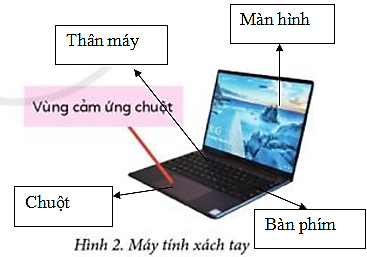 Màn hình
Thân máy
Vùng cảm ứng chuột
Chuột
Bàn phím
Hình 2. Máy tính xách tay